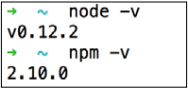 ➜ ~ node -v
v0.12.2
➜ ~ npm -v
2.10.0